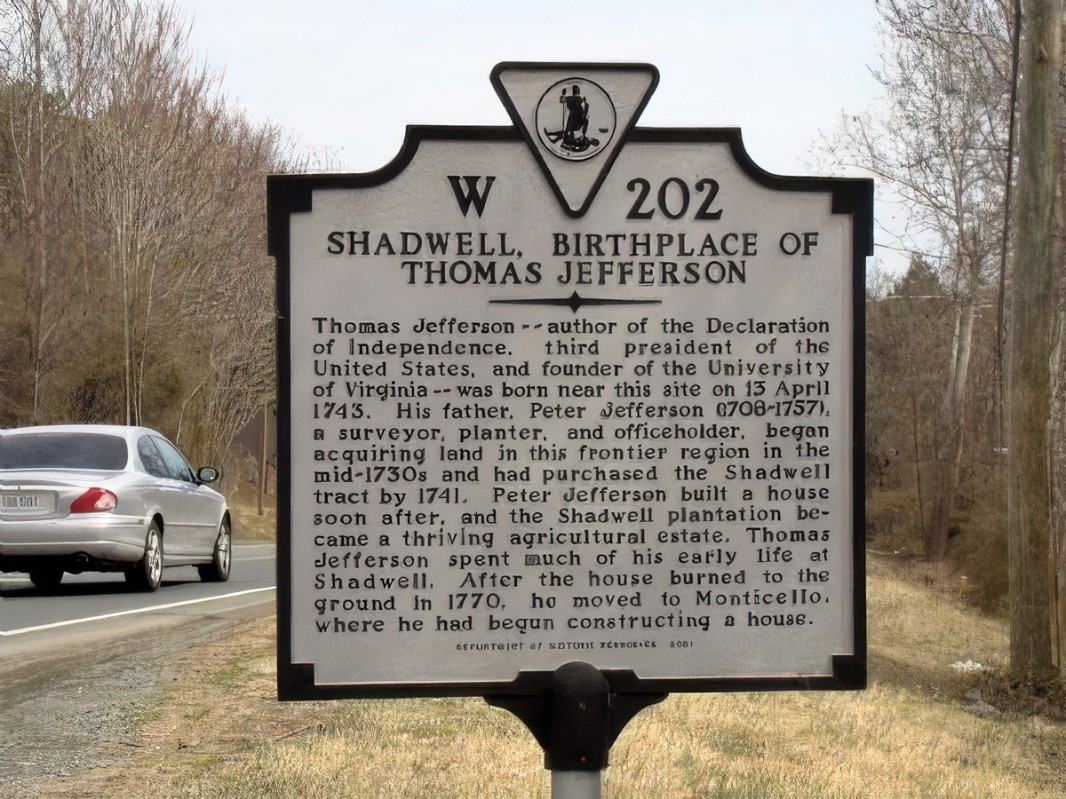 W 202
SHADWELL, BIRTHPLACE OF
THOMAS JEFFERSON
Thomas Jefferson--author of the Declaration
of Independence, third president of the
United States, and founder of the University
of Virginia--was born near this site on 13 April
1743. His father, Peter Jefferson (1708-1757),
a surveyor, planter, and officeholder, began
acquiring land in this frontier region in the
mid-1730s and had purchased the Shadwell
tract by 1741. Peter Jefferson built a house
soon after, and the Shadwell plantation be-
came a thriving agricultural estate. Thomas
Jefferson spent much of his early life at
Shadwell. After the house burned to the
ground in 1770, he moved to Monticello,
where he had begun constructing a house.